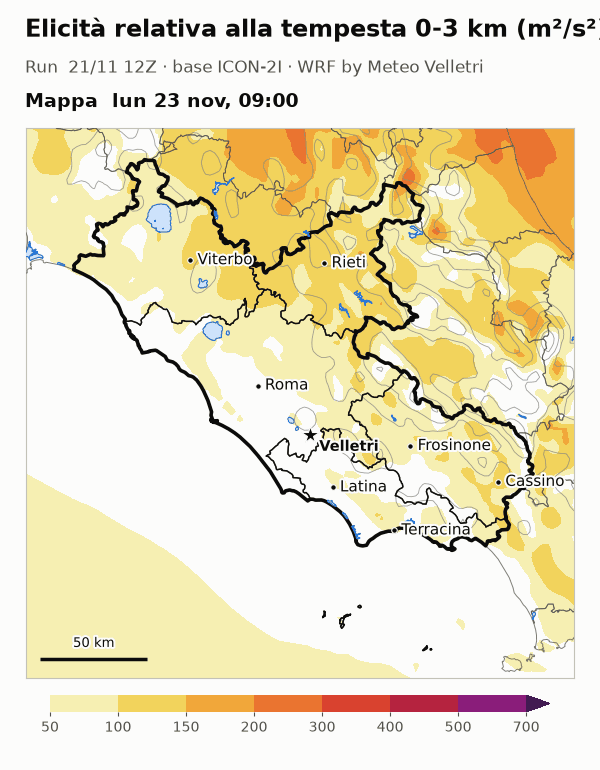 Elicità relativa alla tempesta 0-3 km (m²/s²)
Run 21/11 12Z · base ICON-2I · WRF by Meteo Velletri
Mappa lun 23 nov, 09:00
Viterbo
Rieti
Roma
Velletri
Frosinone
Cassino
Latina
Terracina
50 km
50 100 150 200 300 400 500 700